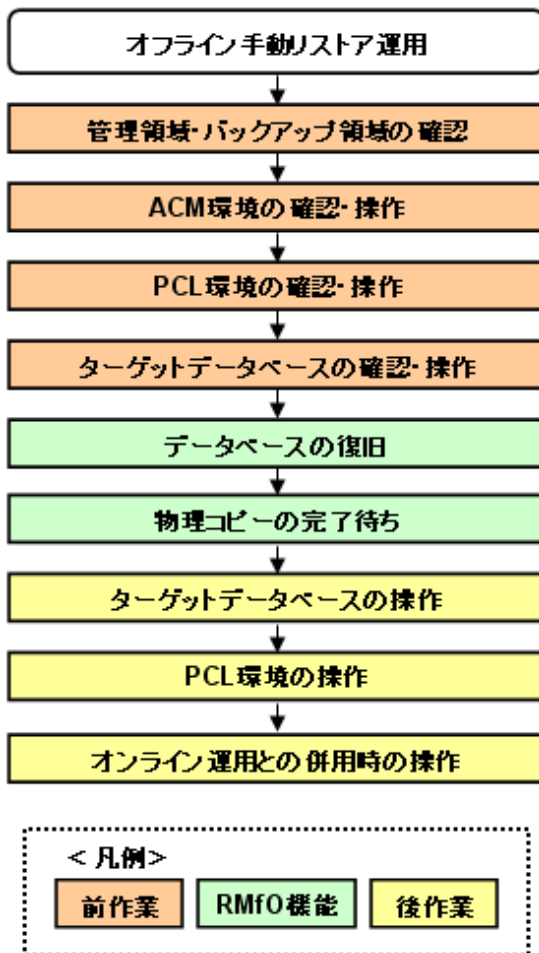 オフライン手動リストア運用
管理領域・バックアップ領域の確認
ACM環境の確認・操作
PCL環境の確認・操作
ターゲットデータベースの確認・操作
データベースの復旧
物理コピーの完了待ち
ターゲットデータベースの操作
PCL環境の操作
オンライン運用との併用時の操作
＜凡例＞
前作業 RMfO機能 後作業